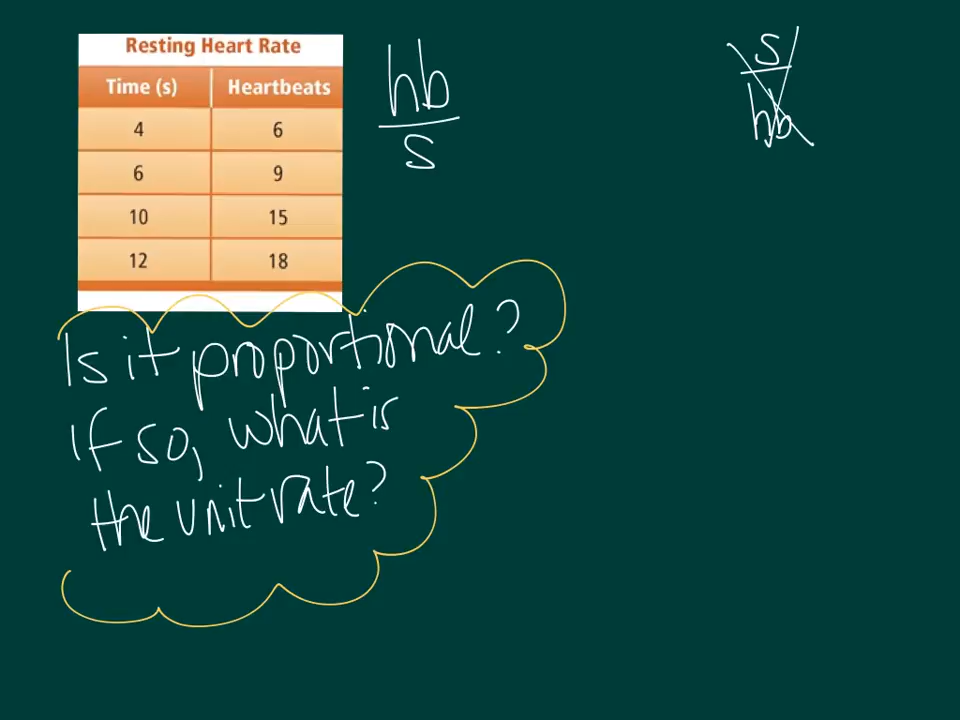 Resting Heart Rate
Time (s) Heartbeats
4 6
6 9
10 15
12 18
hb
s
s
hb
Is it proportional?
If so, what is
the unit rate?